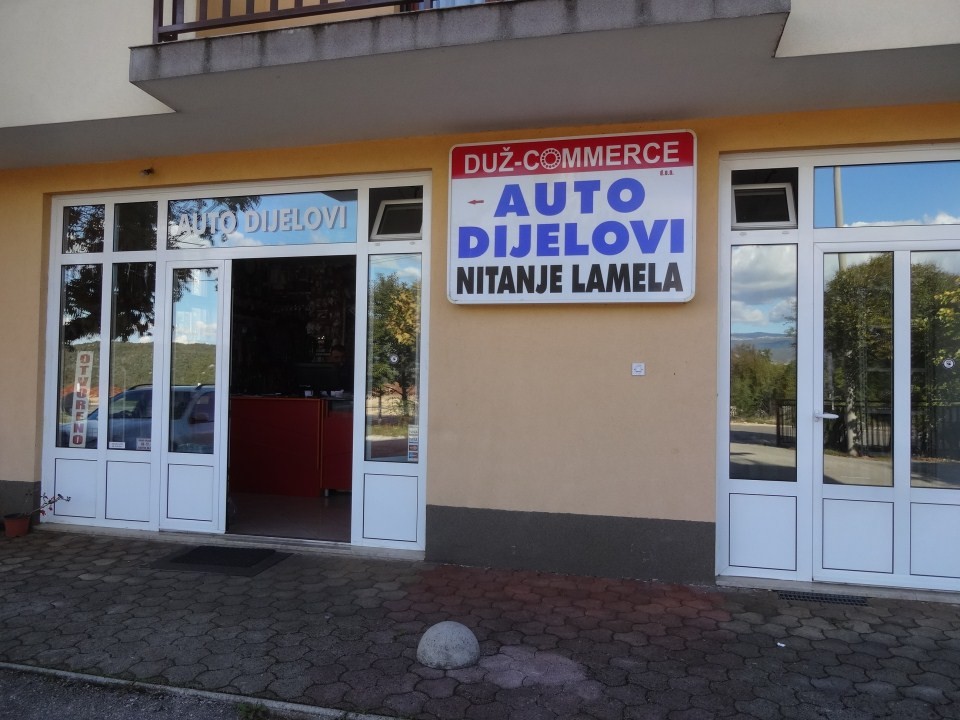 DUŽ-COMMERCE
d.o.o.
AUTO
DIJELOVI
NITANJE LAMELA
AUTO DIJELOVI
OTVORENO